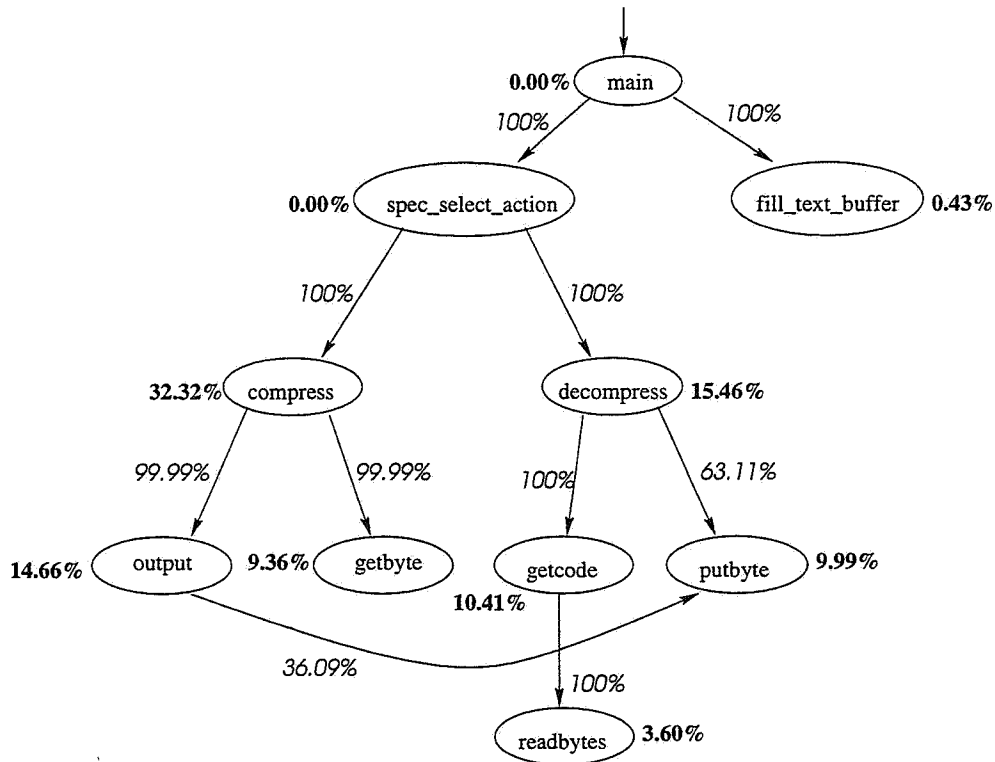 0.00% main
100% 100%
0.00% spec_select_action fill_text_buffer 0.43%
100% 100%
32.32% compress decompress 15.46%
99.99% 99.99% 100% 63.11%
14.66% output 9.36% getbyte getcode putbyte 9.99%
10.41%
36.09% 100%
readbytes 3.60%